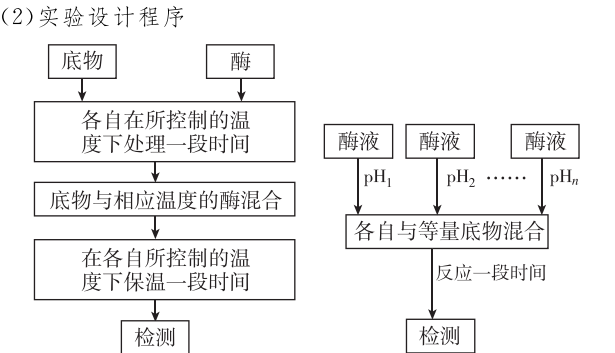 (2)实验设计程序
底物
酶
各自在所控制的温
度下处理一段时间
底物与相应温度的酶混合
在各自所控制的温
度下保温一段时间
检测
酶液
酶液
酶液
pH₁
pH₂
……
pHₙ
各自与等量底物混合
反应一段时间
检测